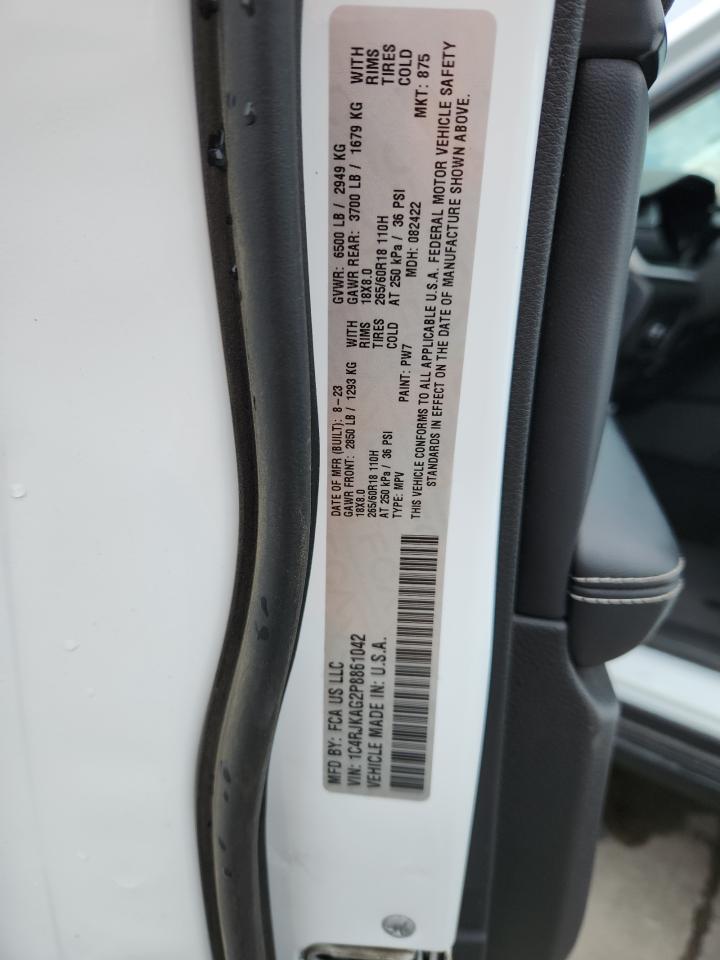 MFD BY: FCA US LLC
VIN: 1C4RJKAG2P8861042
VEHICLE MADE IN: U.S.A.
DATE OF MFR (BUILT): 8-23 GVWR: 6500 LB / 2949 KG
GAWR FRONT: 2850 LB / 1293 KG WITH GAWR REAR: 3700 LB / 1679 KG WITH
18X8.0 RIMS 18X8.0 RIMS
265/60R18 110H TIRES 265/60R18 110H TIRES
AT 250 kPa / 36 PSI COLD AT 250 kPa / 36 PSI COLD
TYPE: MPV PAINT: PW7 MDH: 082422 MKT: 875
THIS VEHICLE CONFORMS TO ALL APPLICABLE U.S.A. FEDERAL MOTOR VEHICLE SAFETY
STANDARDS IN EFFECT ON THE DATE OF MANUFACTURE SHOWN ABOVE.